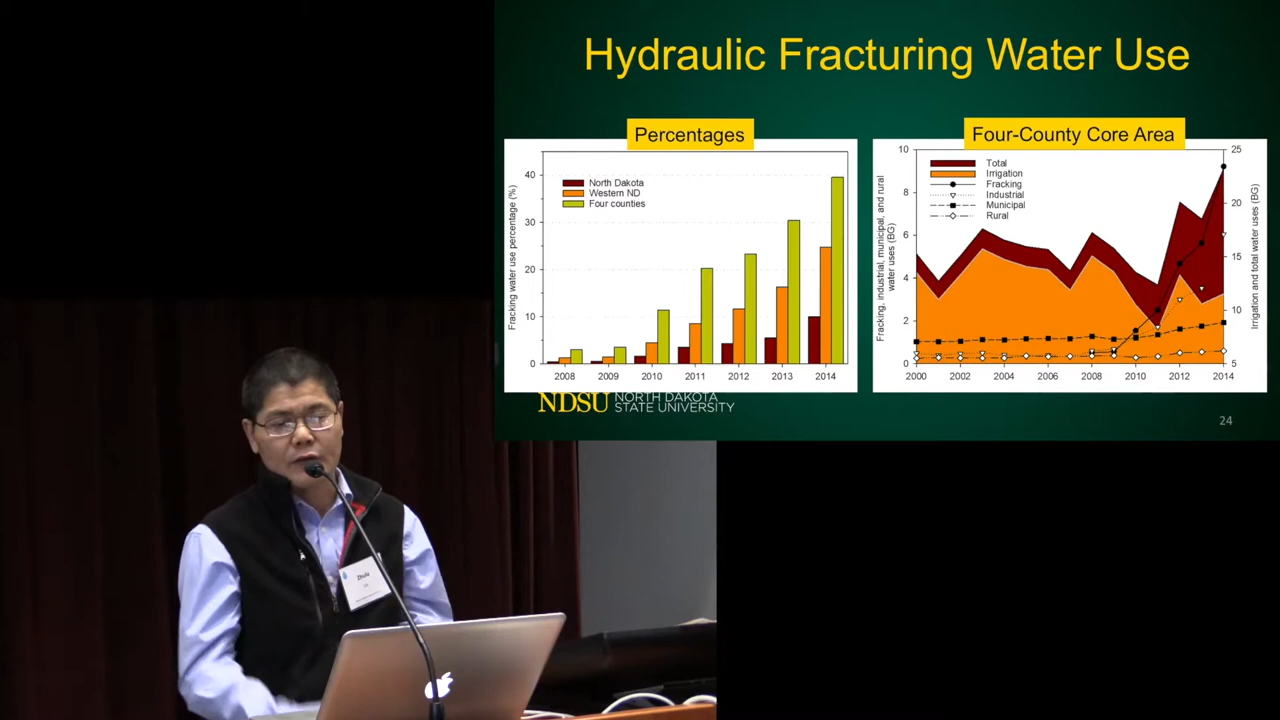 Hydraulic Fracturing Water Use
Percentages
Fracking water use percentage (%)
40
30
20
10
0
North Dakota
Western ND
Four counties
2008 2009 2010 2011 2012 2013 2014
Four-County Core Area
Fracking, industrial, municipal, and rural
water uses (BG)
10
8
6
4
2
0
Total
Irrigation
Fracking
Industrial
Municipal
Rural
25
20
15
10
5
Irrigation and total water uses (BG)
2000 2002 2004 2006 2008 2010 2012 2014
NDSU NORTH DAKOTA
STATE UNIVERSITY
24
Zhulu